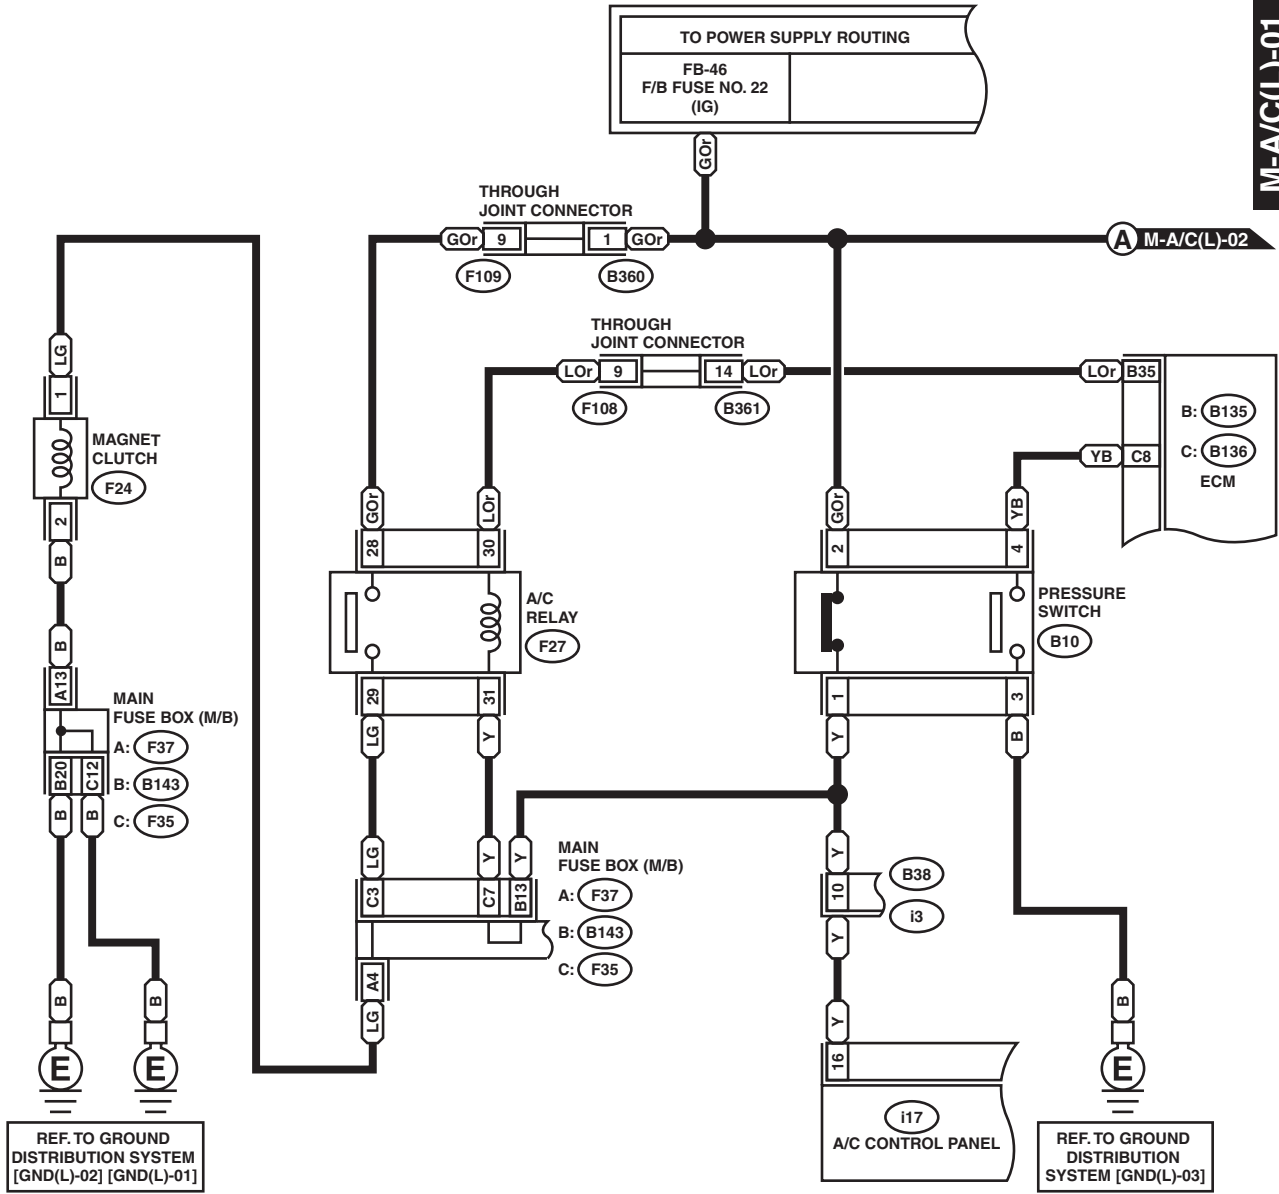 M-A/C(L)-01
TO POWER SUPPLY ROUTING
FB-46
F/B FUSE NO. 22
(IG)
GOr
THROUGH
JOINT CONNECTOR
GOr 9 1 GOr
F109 B360
A M-A/C(L)-02
THROUGH
JOINT CONNECTOR
LOr 9 14 LOr
F108 B361
LOr B35
B: B135
YB C8
C: B136
ECM
LG
1
MAGNET
CLUTCH
F24
2
B
B
A13
MAIN
FUSE BOX (M/B)
A: F37
B: B143
C: F35
B20 C12
B B
B B
E E
REF. TO GROUND
DISTRIBUTION SYSTEM
[GND(L)-02] [GND(L)-01]
GOr LOr
28 30
A/C
RELAY
F27
29 31
LG Y
LG Y Y
C3 C7 B13
MAIN
FUSE BOX (M/B)
A: F37
B: B143
C: F35
A4
LG
GOr YB
2 4
PRESSURE
SWITCH
B10
1 3
Y B
Y
10
B38
i3
Y
Y
16
i17
A/C CONTROL PANEL
B
E
REF. TO GROUND
DISTRIBUTION
SYSTEM [GND(L)-03]